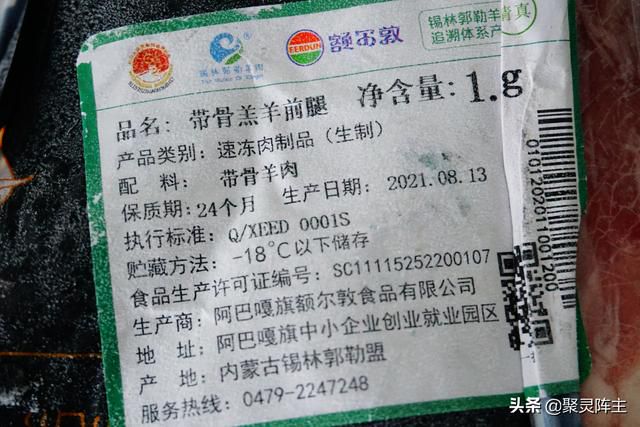 锡林郭勒羊
清真
追溯体系产
EERDUN
额尔敦
品名: 带骨羔羊前腿 净含量: 1.g
产品类别: 速冻肉制品（生制）
配 料: 带骨羊肉
保质期: 24个月 生产日期: 2021.08.13
执行标准: Q/XEED 0001S
贮藏方法: -18℃以下储存
食品生产许可证编号: SC11115252200107
生产商: 阿巴嘎旗额尔敦食品有限公司
地 址: 阿巴嘎旗中小企业创业就业园区
产 地: 内蒙古锡林郭勒盟
服务热线: 0479-2247248
头条 @聚灵阵主